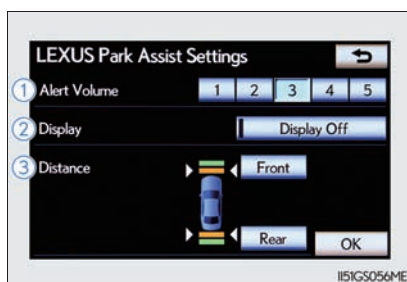 LEXUS Park Assist Settings
1 Alert Volume 1 2 3 4 5
2 Display Display Off
3 Distance Front
Rear OK
II51GS056ME